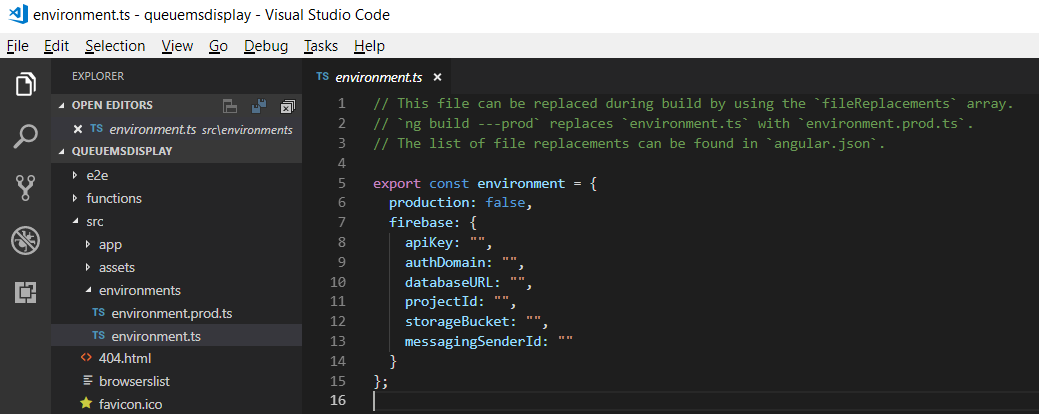 environment.ts - queuemsdisplay - Visual Studio Code
File Edit Selection View Go Debug Tasks Help
EXPLORER
OPEN EDITORS
TS environment.ts src\environments
QUEUEMSDISPLAY
e2e
functions
src
app
assets
environments
TS environment.prod.ts
TS environment.ts
<> 404.html
browserslist
favicon.ico
TS environment.ts ×
1 // This file can be replaced during build by using the `fileReplacements` array.
2 // `ng build ---prod` replaces `environment.ts` with `environment.prod.ts`.
3 // The list of file replacements can be found in `angular.json`.
4
5 export const environment = {
6 production: false,
7 firebase: {
8 apiKey: "",
9 authDomain: "",
10 databaseURL: "",
11 projectId: "",
12 storageBucket: "",
13 messagingSenderId: ""
14 }
15 };
16